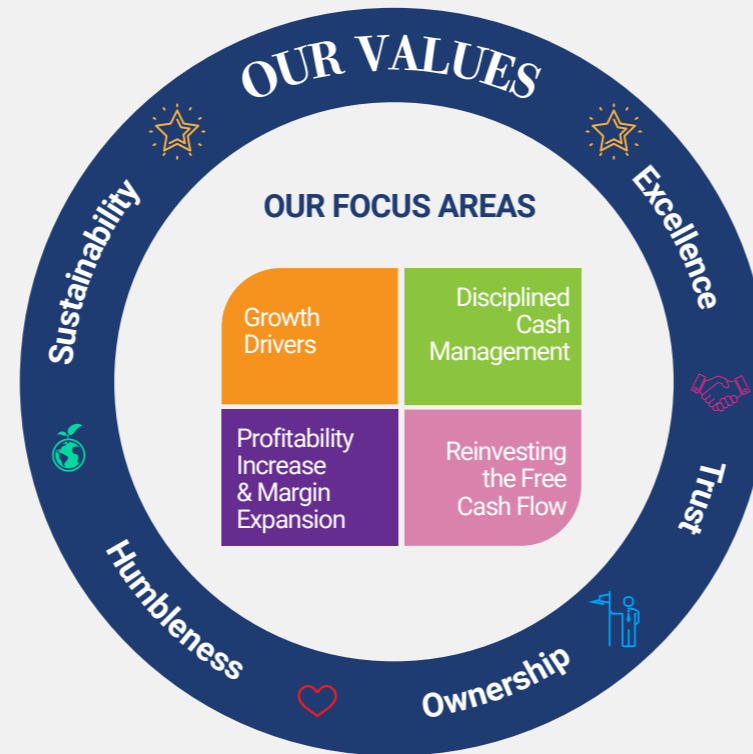 OUR VALUES
Excellence
Trust
Ownership
Humbleness
Sustainability
OUR FOCUS AREAS
Growth
Drivers
Disciplined
Cash
Management
Profitability
Increase
& Margin
Expansion
Reinvesting
the Free
Cash Flow